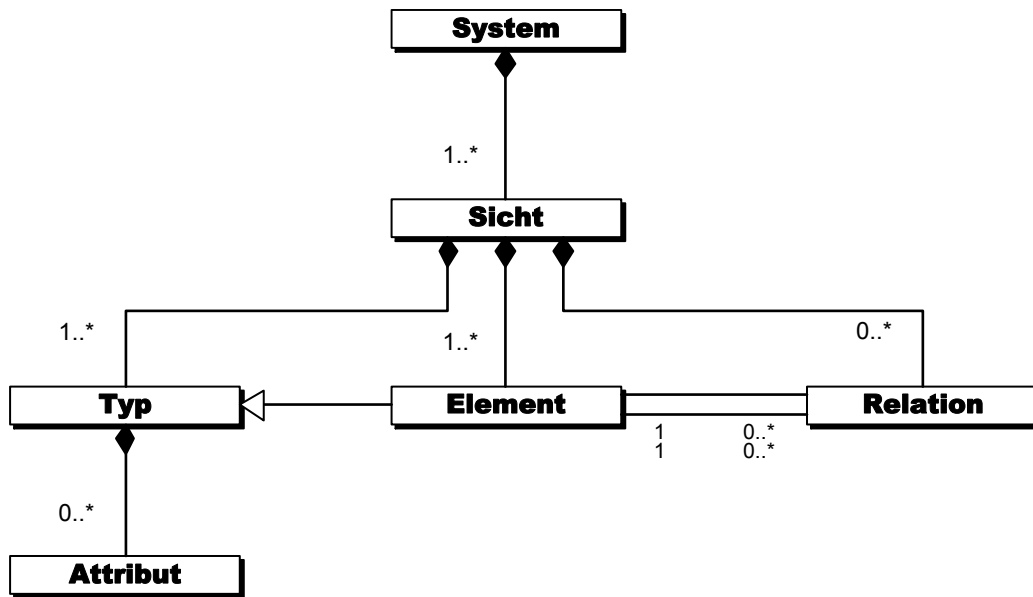 System
1..*
Sicht
1..*
1..*
0..*
Typ
Element
Relation
1 0..*
1 0..*
0..*
Attribut